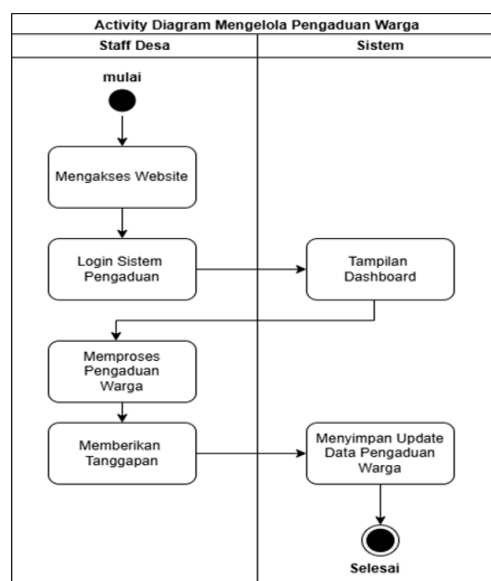 Activity Diagram Mengelola Pengaduan Warga
Staff Desa
Sistem
mulai
Mengakses Website
Login Sistem
Pengaduan
Tampilan
Dashboard
Memproses
Pengaduan
Warga
Memberikan
Tanggapan
Menyimpan Update
Data Pengaduan
Warga
Selesai